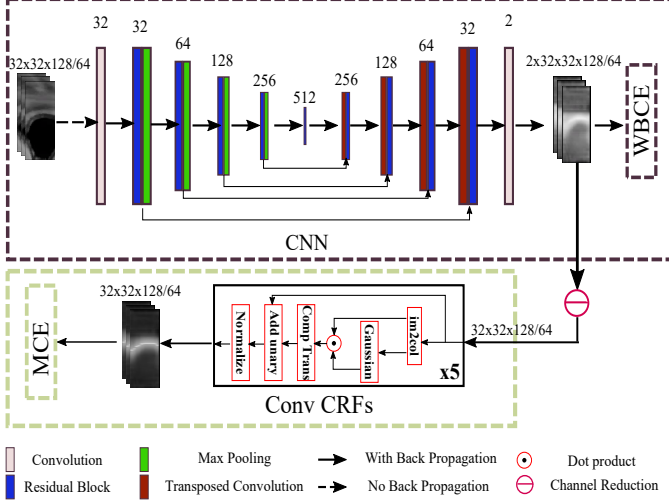 32 32 64 128 256 512 256 128 64 32 2
32x32x128/64
2x32x32x128/64
WBCE
CNN
32x32x128/64
32x32x128/64
MCE
Normalize
Add unary
Comp Trans
Gaussian
im2col
x5
Conv CRFs
Convolution Max Pooling With Back Propagation Dot product
Residual Block Transposed Convolution No Back Propagation Channel Reduction